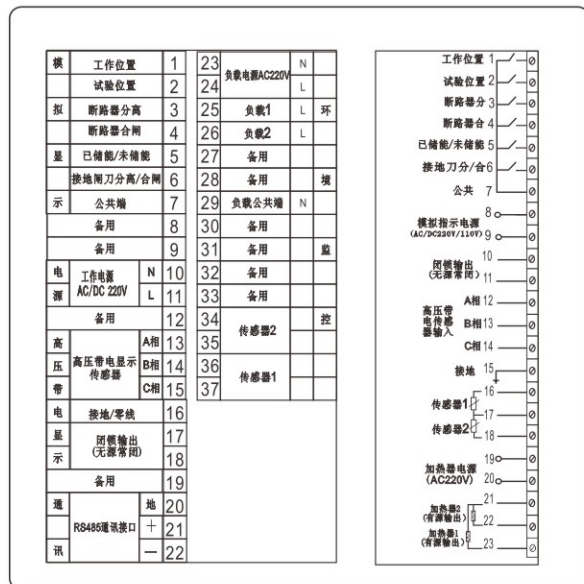 模 工作位置 1
试验位置 2
拟 断路器分离 3
断路器合闸 4
显 已储能/未储能 5
接地闸刀分离/合闸 6
示 公共端 7
备用 8
备用 9
电源 工作电源 AC/DC 220V N 10
L 11
备用 12
高 高压带电显示传感器 A相 13
压 B相 14
带 C相 15
电 接地/零线 16
显 闭锁输出 17
示 (无源常闭) 18
备用 19
通 地 20
RS485通讯接口 + 21
讯 — 22
23 负载电源AC220V N
24 L
25 负载1 L 环
26 负载2 L
27 备用
28 备用 境
29 负载公共端 N
30 备用
31 备用 监
32 备用
33 备用
34 传感器2 控
35
36 传感器1
37
工作位置 1
试验位置 2
断路器分 3
断路器合 4
已储能/未储能 5
接地刀分/合6
公共 7
8
模拟指示电源
(AC/DC220V/110V) 9
10
闭锁输出
(无源常闭) 11
高压带电传感器输入
A相 12
B相13
C相 14
接地 15
16
传感器1
17
传感器2
18
19
加热器电源
(AC220V) 20
21
加热器2
(有源输出) 22
加热器1
(有源输出) 23